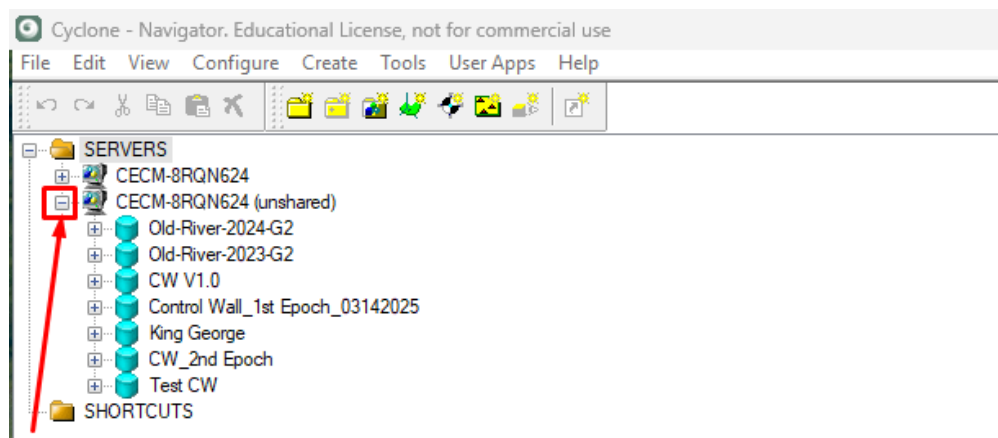 Cyclone - Navigator. Educational License, not for commercial use
File Edit View Configure Create Tools User Apps Help
SERVERS
CECM-8RQN624
CECM-8RQN624 (unshared)
Old-River-2024-G2
Old-River-2023-G2
CW V1.0
Control Wall_1st Epoch_03142025
King George
CW_2nd Epoch
Test CW
SHORTCUTS